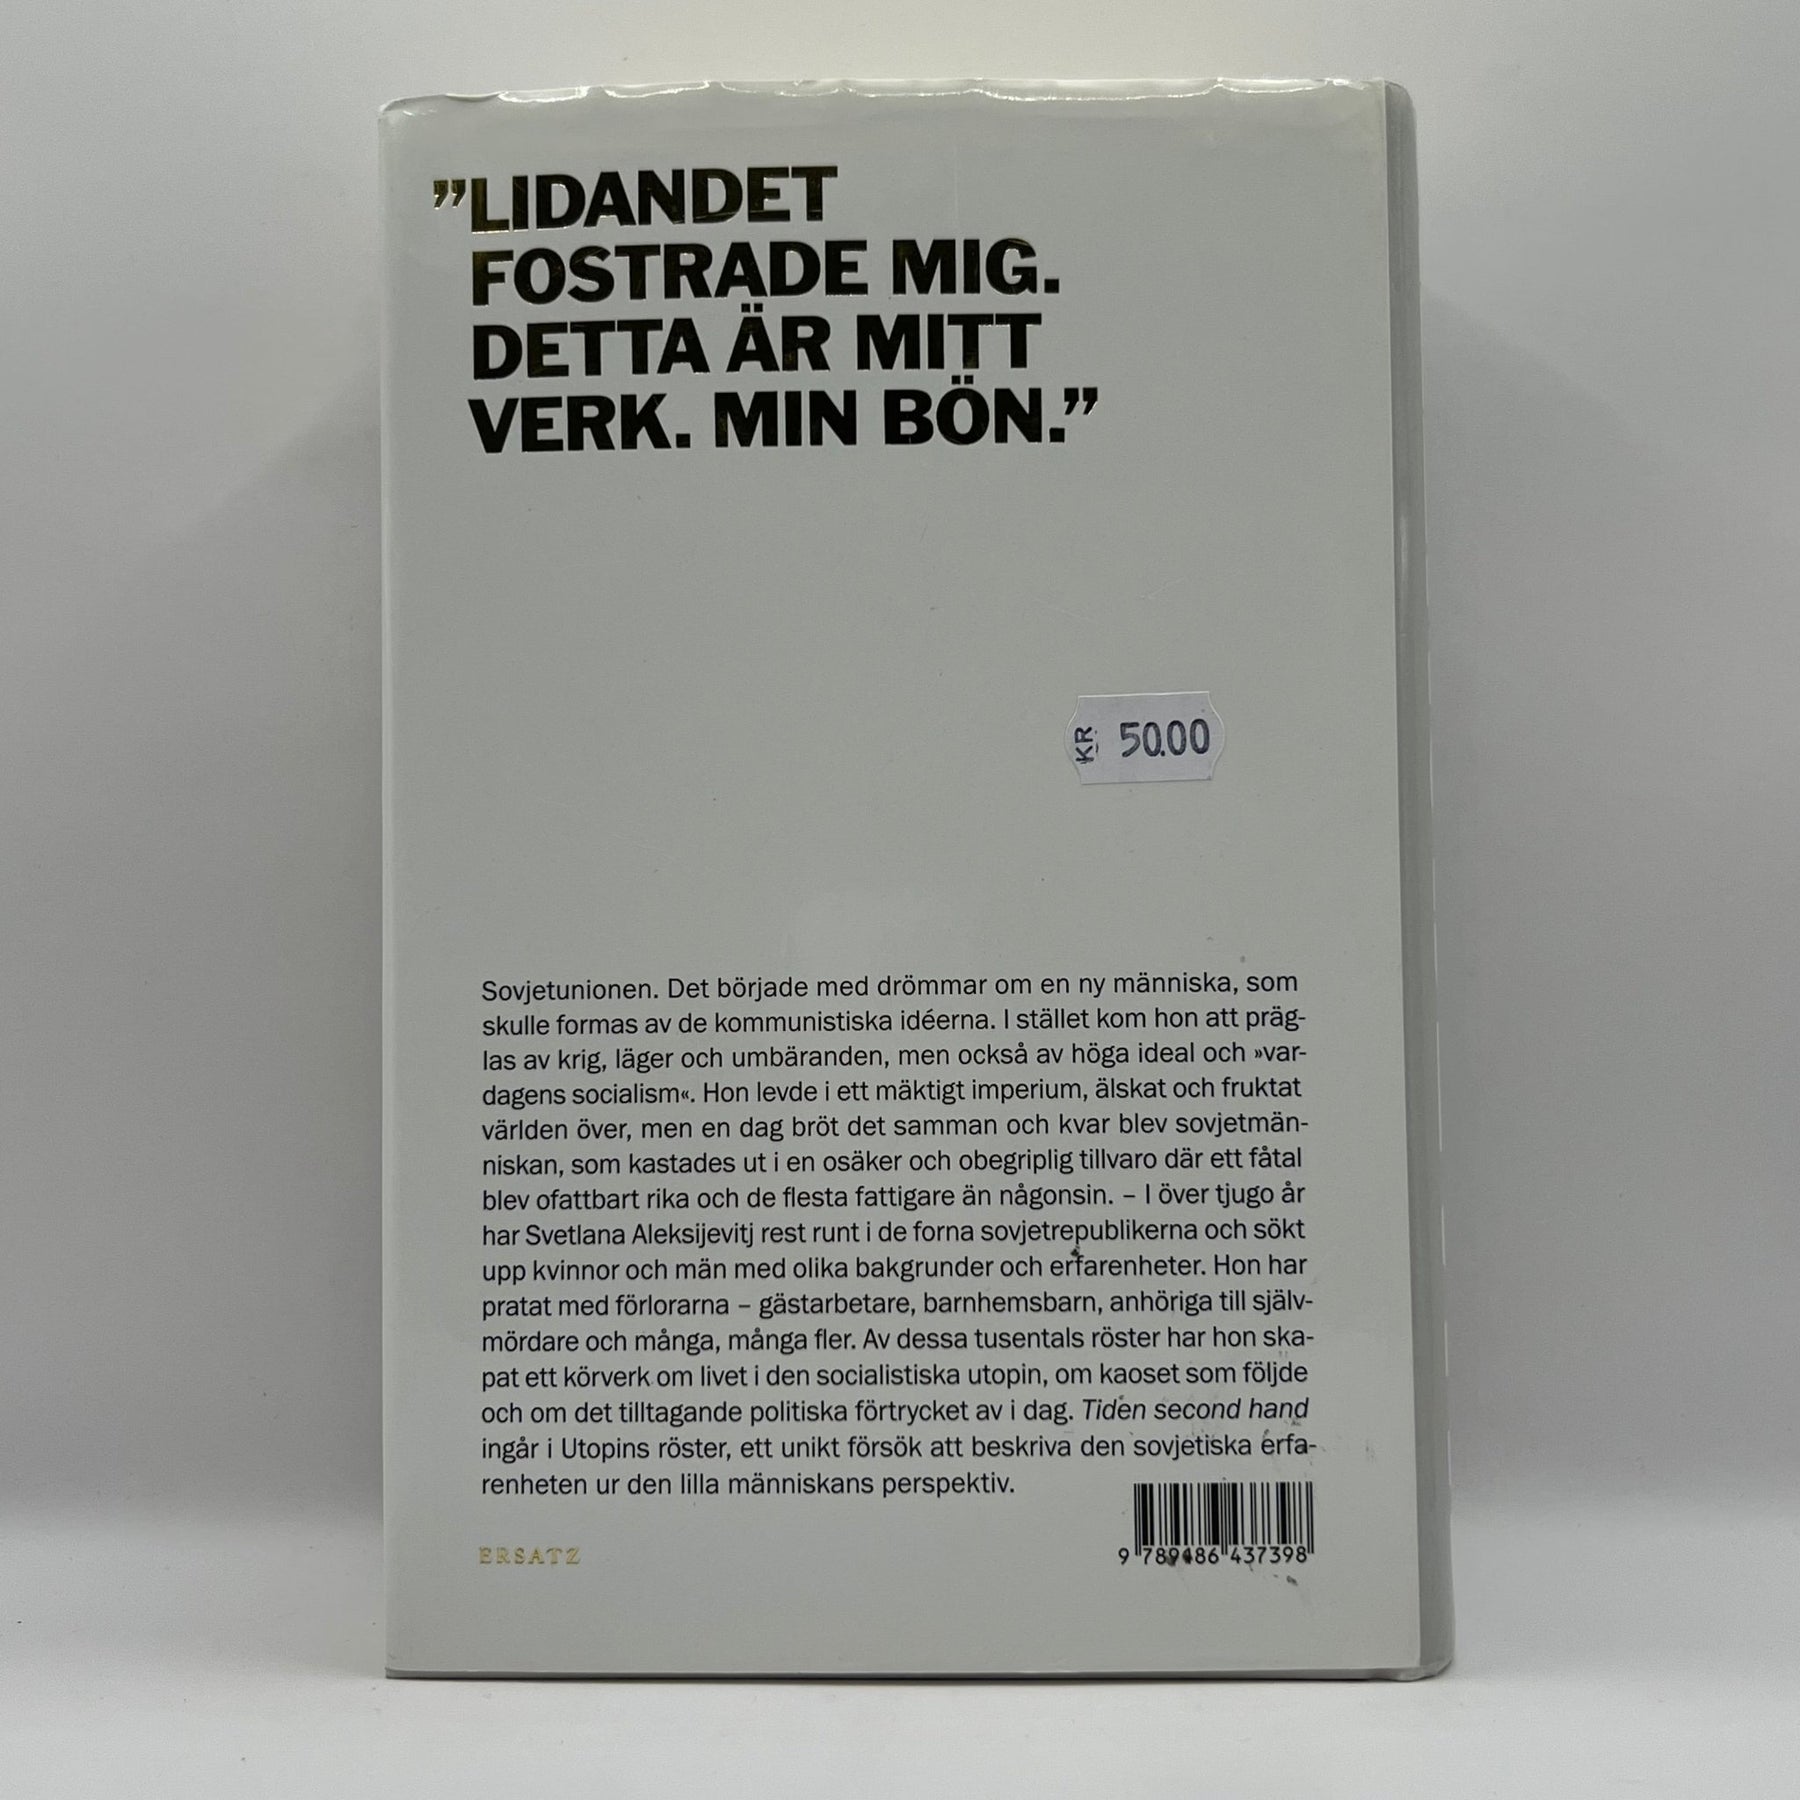 ”LIDANDET
FOSTRADE MIG.
DETTA ÄR MITT
VERK. MIN BÖN.”
KR 50.00
Sovjetunionen. Det började med drömmar om en ny människa, som
skulle formas av de kommunistiska idéerna. I stället kom hon att präg-
las av krig, läger och umbäranden, men också av höga ideal och »var-
dagens socialism«. Hon levde i ett mäktigt imperium, älskat och fruktat
världen över, men en dag bröt det samman och kvar blev sovjetmän-
niskan, som kastades ut i en osäker och obegriplig tillvaro där ett fåtal
blev ofattbart rika och de flesta fattigare än någonsin. – I över tjugo år
har Svetlana Aleksijevitj rest runt i de forna sovjetrepublikerna och sökt
upp kvinnor och män med olika bakgrunder och erfarenheter. Hon har
pratat med förlorarna – gästarbetare, barnhemsbarn, anhöriga till själv-
mördare och många, många fler. Av dessa tusentals röster har hon ska-
pat ett körverk om livet i den socialistiska utopin, om kaoset som följde
och om det tilltagande politiska förtrycket av i dag. Tiden second hand
ingår i Utopins röster, ett unikt försök att beskriva den sovjetiska erfa-
renheten ur den lilla människans perspektiv.
ERSATZ
9 789186 437398